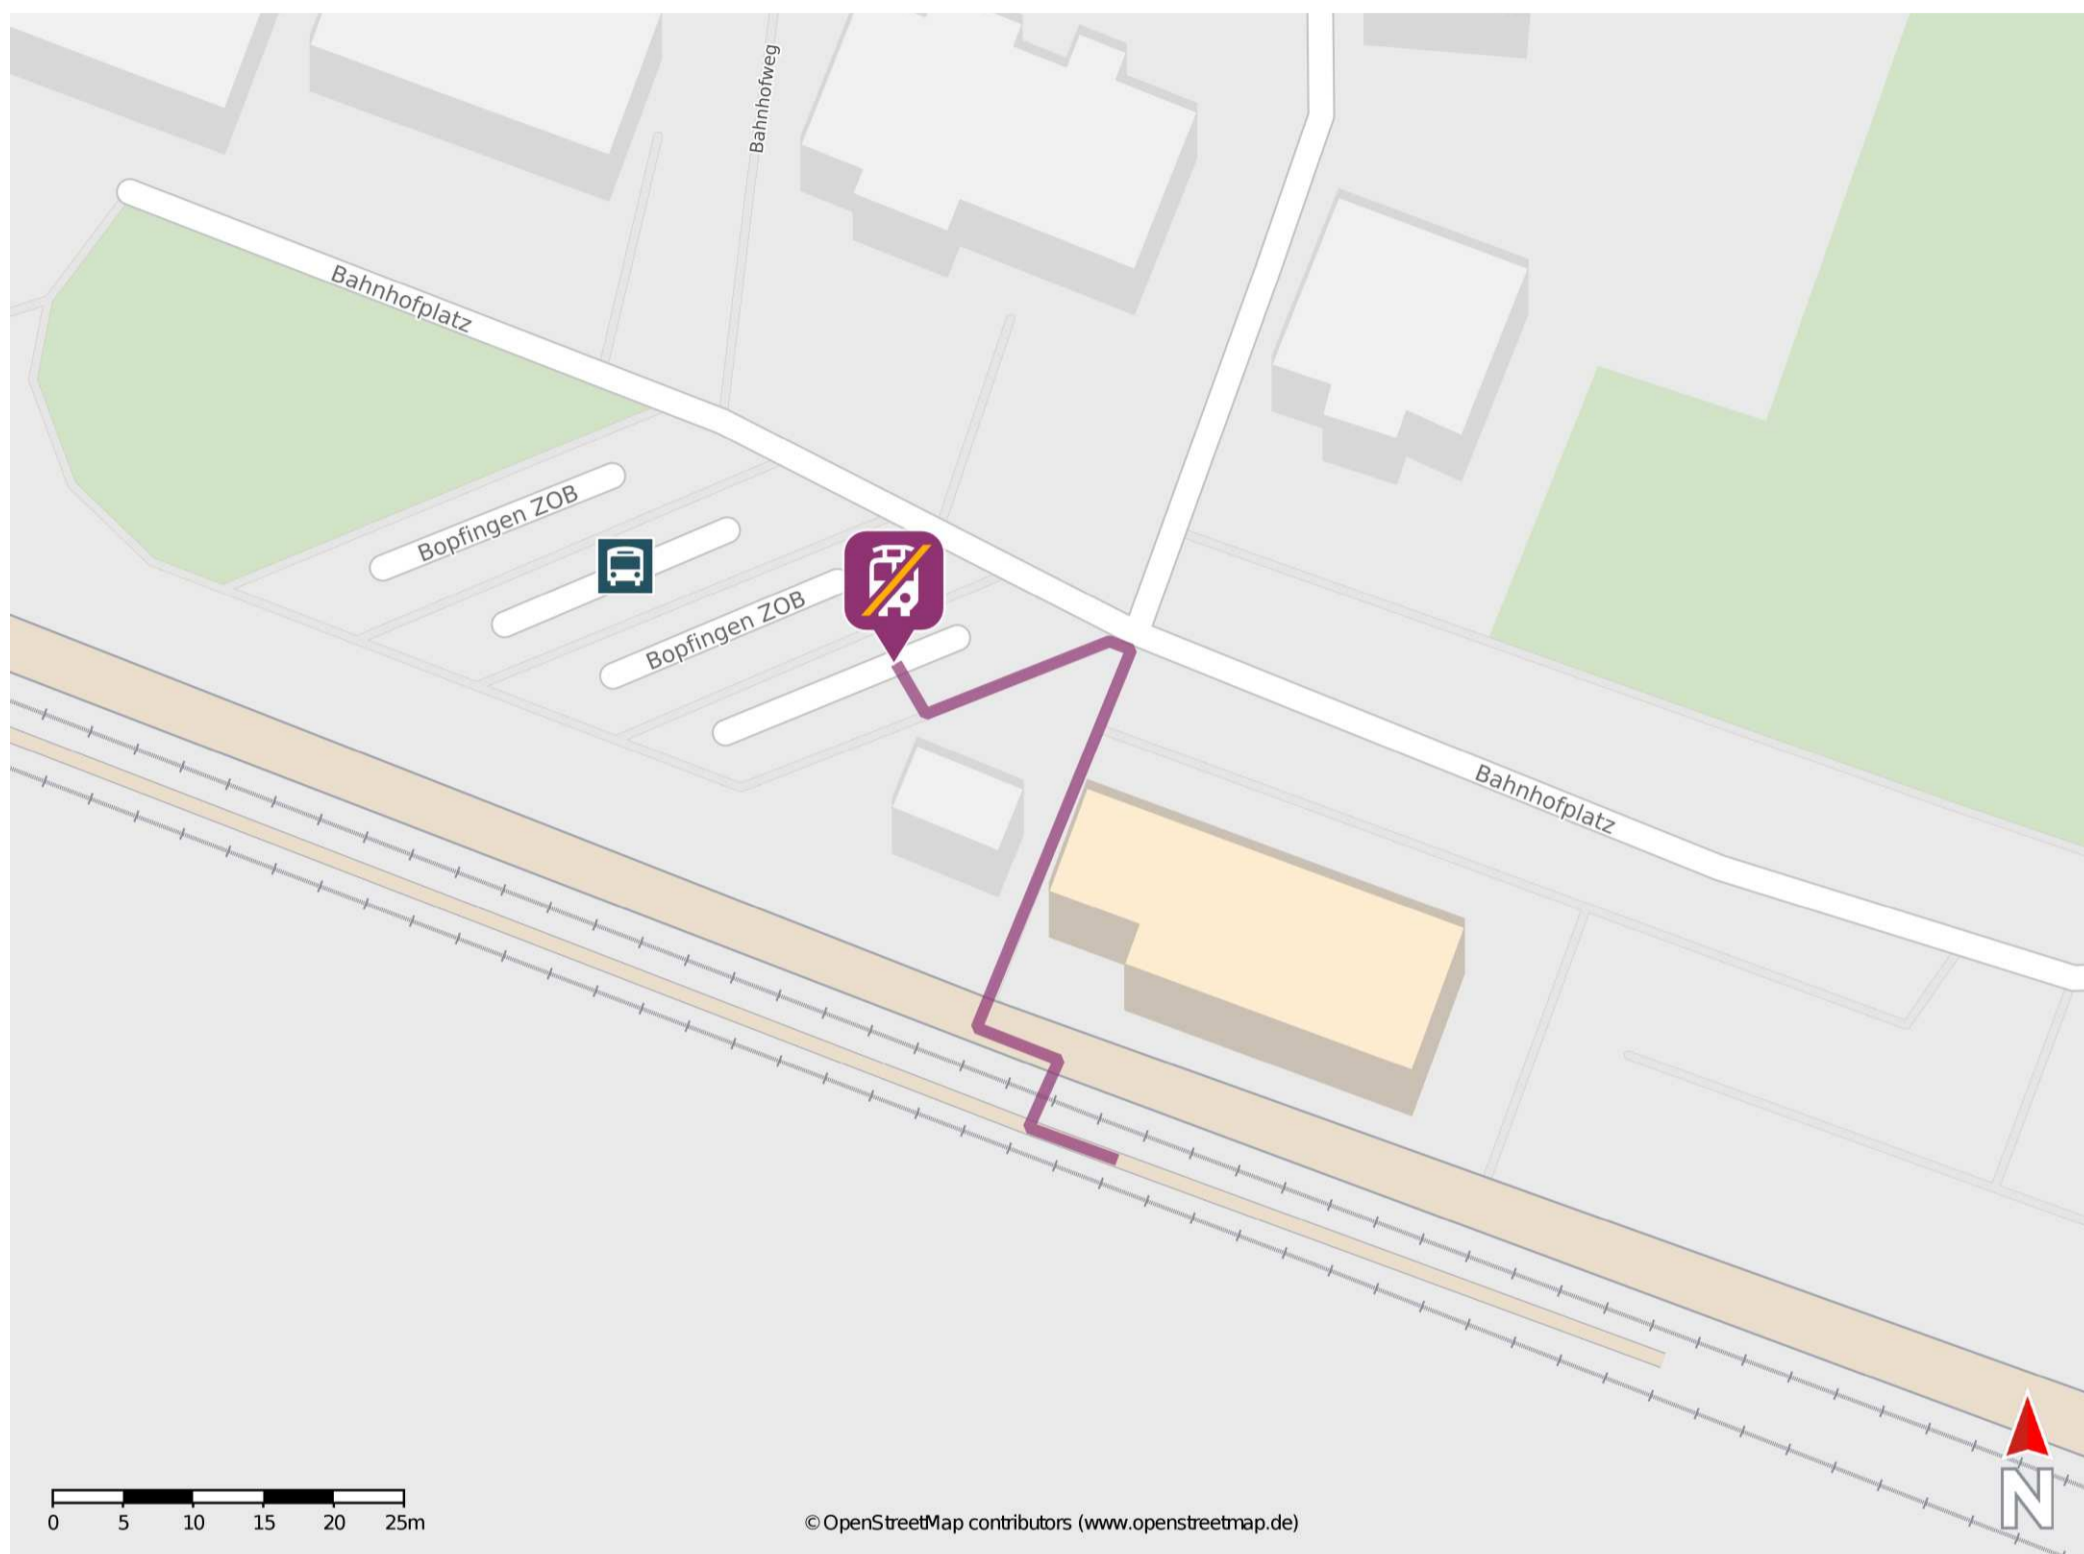 Bahnhofweg
Bahnhofplatz
Bopfingen ZOB
Bopfingen ZOB
Bahnhofplatz
N
0 5 10 15 20 25m
© OpenStreetMap contributors (www.openstreetmap.de)